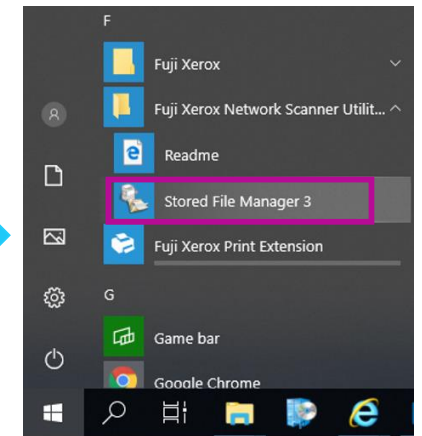 F
Fuji Xerox
Fuji Xerox Network Scanner Utilit...
Readme
Stored File Manager 3
Fuji Xerox Print Extension
G
Game bar
Google Chrome